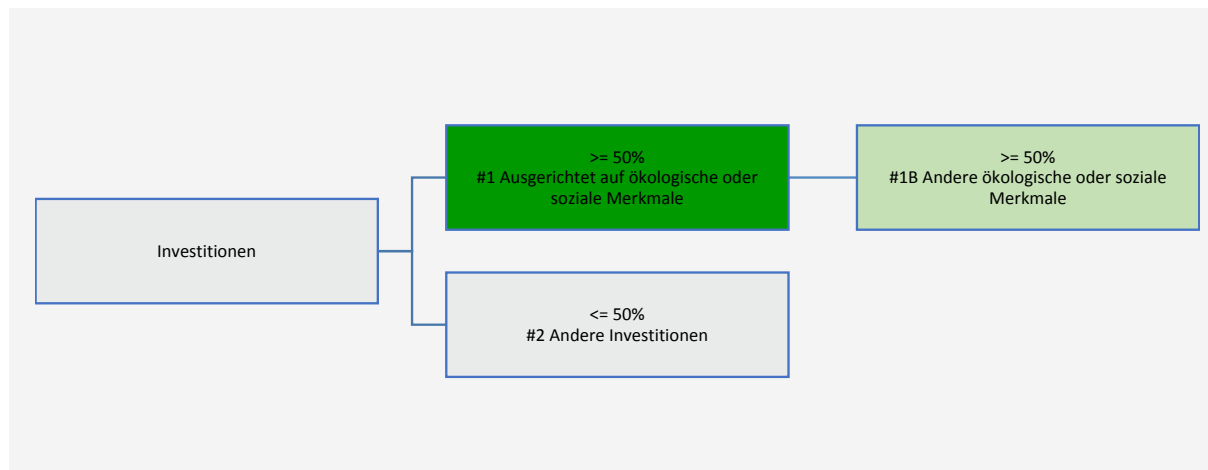 Investitionen
>= 50%
#1 Ausgerichtet auf ökologische oder
soziale Merkmale
>= 50%
#1B Andere ökologische oder soziale
Merkmale
<= 50%
#2 Andere Investitionen